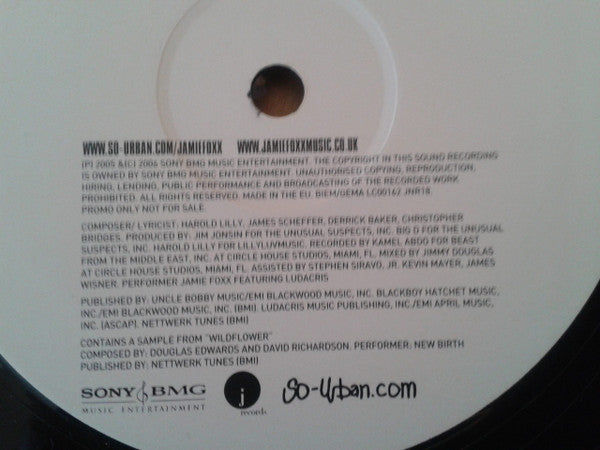 WWW.SO-URBAN.COM/JAMIEFOXX WWW.JAMIEFOXXMUSIC.CO.UK
(P) 2005 &(C) 2006 SONY BMG MUSIC ENTERTAINMENT. THE COPYRIGHT IN THIS SOUND RECORDING
IS OWNED BY SONY BMG MUSIC ENTERTAINMENT. UNAUTHORISED COPYING, REPRODUCTION,
HIRING, LENDING, PUBLIC PERFORMANCE AND BROADCASTING OF THE RECORDED WORK
PROHIBITED. ALL RIGHTS RESERVED. MADE IN THE EU. BIEM/GEMA LC00162 JNR18.
PROMO ONLY NOT FOR SALE.
COMPOSER/ LYRICIST: HAROLD LILLY, JAMES SCHEFFER, DERRICK BAKER, CHRISTOPHER
BRIDGES. PRODUCED BY: JIM JONSIN FOR THE UNUSUAL SUSPECTS, INC. BIG D FOR THE UNUSUAL
SUSPECTS, INC. HAROLD LILLY FOR LILLYLUVMUSIC. RECORDED BY KAMEL ABDO FOR BEAST
FROM THE MIDDLE EAST, INC. AT CIRCLE HOUSE STUDIOS, MIAMI, FL. MIXED BY JIMMY DOUGLAS
AT CIRCLE HOUSE STUDIOS, MIAMI, FL. ASSISTED BY STEPHEN SIRAVO, JR. KEVIN MAYER, JAMES
WISNER. PERFORMER JAMIE FOXX FEATURING LUDACRIS
PUBLISHED BY: UNCLE BOBBY MUSIC/EMI BLACKWOOD MUSIC, INC. BLACKBOY HATCHET MUSIC,
INC./EMI BLACKWOOD MUSIC, INC. (BMI). LUDACRIS MUSIC PUBLISHING, INC./EMI APRIL MUSIC,
INC. (ASCAP). NETTWERK TUNES (BMI)
CONTAINS A SAMPLE FROM "WILDFLOWER"
COMPOSED BY: DOUGLAS EDWARDS AND DAVID RICHARDSON. PERFORMER: NEW BIRTH
PUBLISHED BY: NETTWERK TUNES (BMI)
SONY BMG
MUSIC ENTERTAINMENT
j
records
so-urban.com